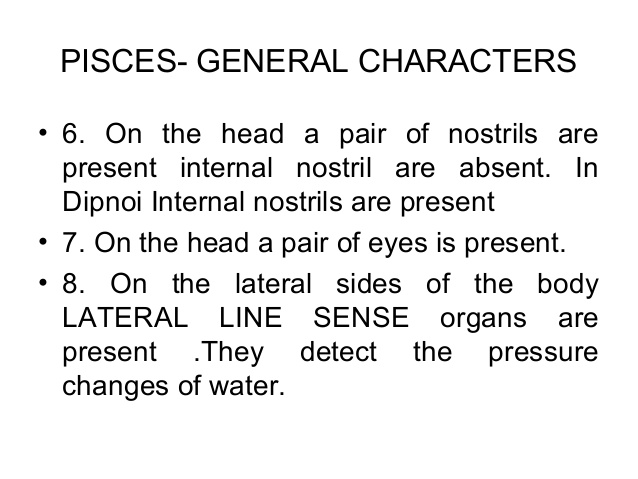 PISCES- GENERAL CHARACTERS
• 6. On the head a pair of nostrils are
present internal nostril are absent. In
Dipnoi Internal nostrils are present
• 7. On the head a pair of eyes is present.
• 8. On the lateral sides of the body
LATERAL LINE SENSE organs are
present .They detect the pressure
changes of water.